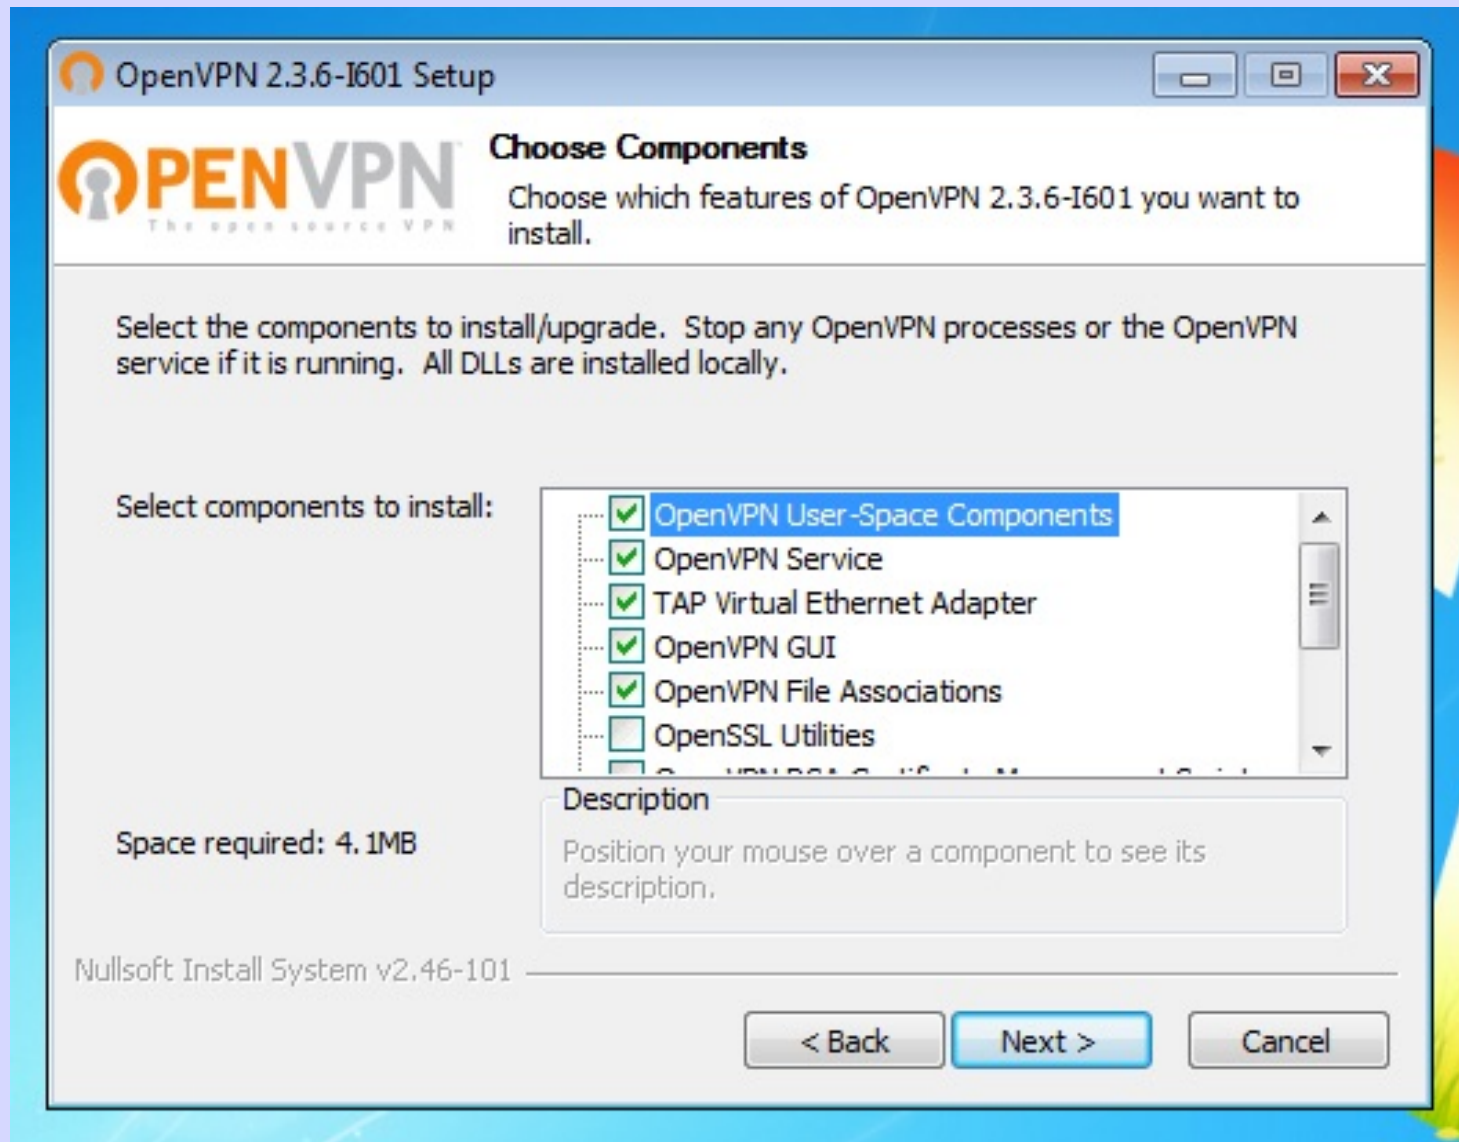 OpenVPN 2.3.6-I601 Setup
OPENVPN
The open source VPN
Choose Components
Choose which features of OpenVPN 2.3.6-I601 you want to
install.
Select the components to install/upgrade. Stop any OpenVPN processes or the OpenVPN
service if it is running. All DLLs are installed locally.
Select components to install:
OpenVPN User-Space Components
OpenVPN Service
TAP Virtual Ethernet Adapter
OpenVPN GUI
OpenVPN File Associations
OpenSSL Utilities
Description
Space required: 4.1MB
Position your mouse over a component to see its
description.
Nullsoft Install System v2.46-101
< Back
Next >
Cancel